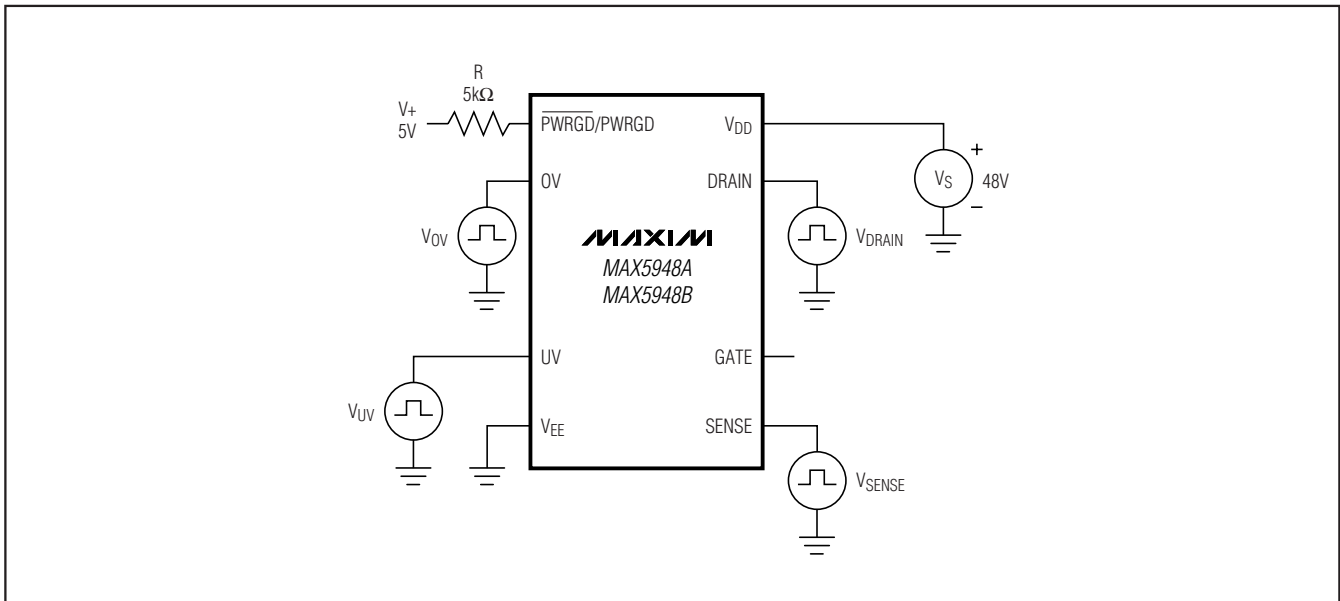 R
5kΩ
V+
5V
PWRGD/PWRGD
VDD
OV
DRAIN
VS
+
48V
−
VOV
MAXIM
MAX5948A
MAX5948B
VDRAIN
UV
GATE
VUV
VEE
SENSE
VSENSE